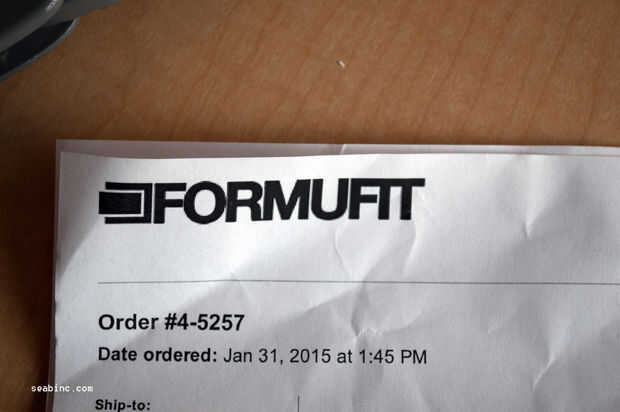 FORMUFIT
Order #4-5257
Date ordered: Jan 31, 2015 at 1:45 PM
Ship-to:
seabinc.com